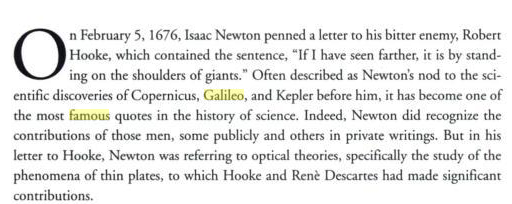 On February 5, 1676, Isaac Newton penned a letter to his bitter enemy, Robert
Hooke, which contained the sentence, “If I have seen farther, it is by stand-
ing on the shoulders of giants.” Often described as Newton’s nod to the sci-
entific discoveries of Copernicus, Galileo, and Kepler before him, it has become one of
the most famous quotes in the history of science. Indeed, Newton did recognize the
contributions of those men, some publicly and others in private writings. But in his
letter to Hooke, Newton was referring to optical theories, specifically the study of the
phenomena of thin plates, to which Hooke and Renè Descartes had made significant
contributions.